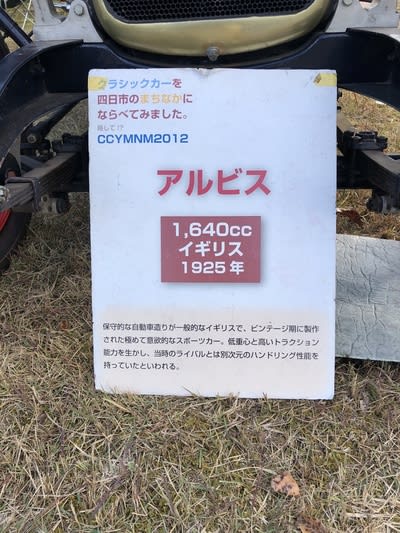 クラシックカーを
四日市のまちなかに
ならべてみました。
略して!?
CCYMNM2012
アルビス
1,640cc
イギリス
1925年
保守的な自動車造りが一般的なイギリスで、ビンテージ期に製作
された極めて意欲的なスポーツカー。低重心と高いトラクション
能力を生かし、当時のライバルとは別次元のハンドリング性能を
持っていたといわれる。